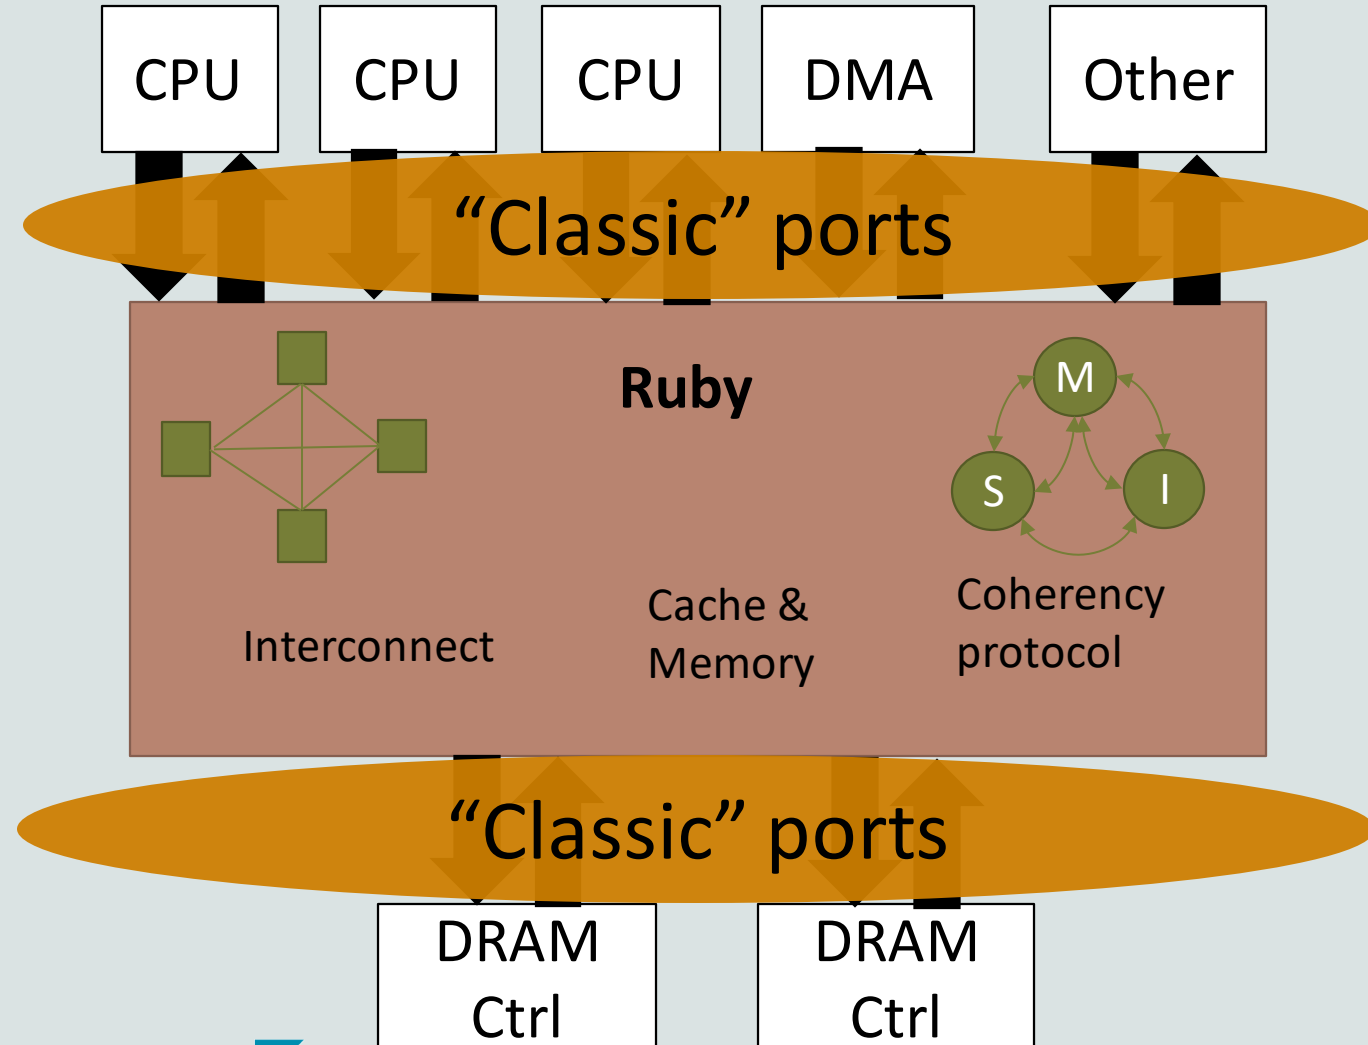 CPU
CPU
CPU
DMA
Other
“Classic” ports
Ruby
M
S
I
Interconnect
Cache &
Memory
Coherency
protocol
“Classic” ports
DRAM
Ctrl
DRAM
Ctrl